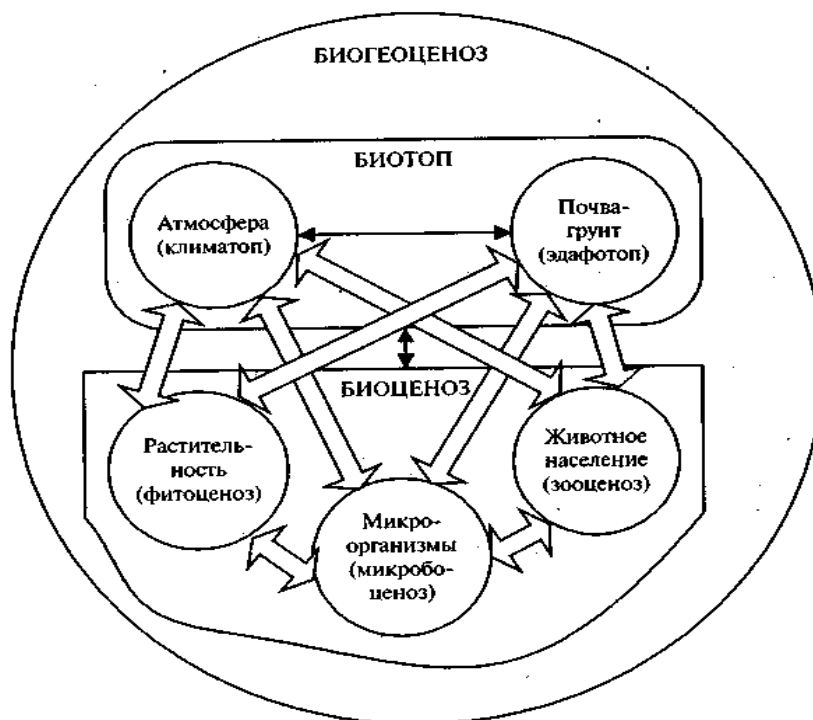 БИОГЕОЦЕНОЗ
БИОТОП
Атмосфера
(климатоп)
Почва-
грунт
(эдафотоп)
БИОЦЕНОЗ
Раститель-
ность
(фитоценоз)
Микро-
организмы
(микробо-
ценоз)
Животное
население
(зооценоз)